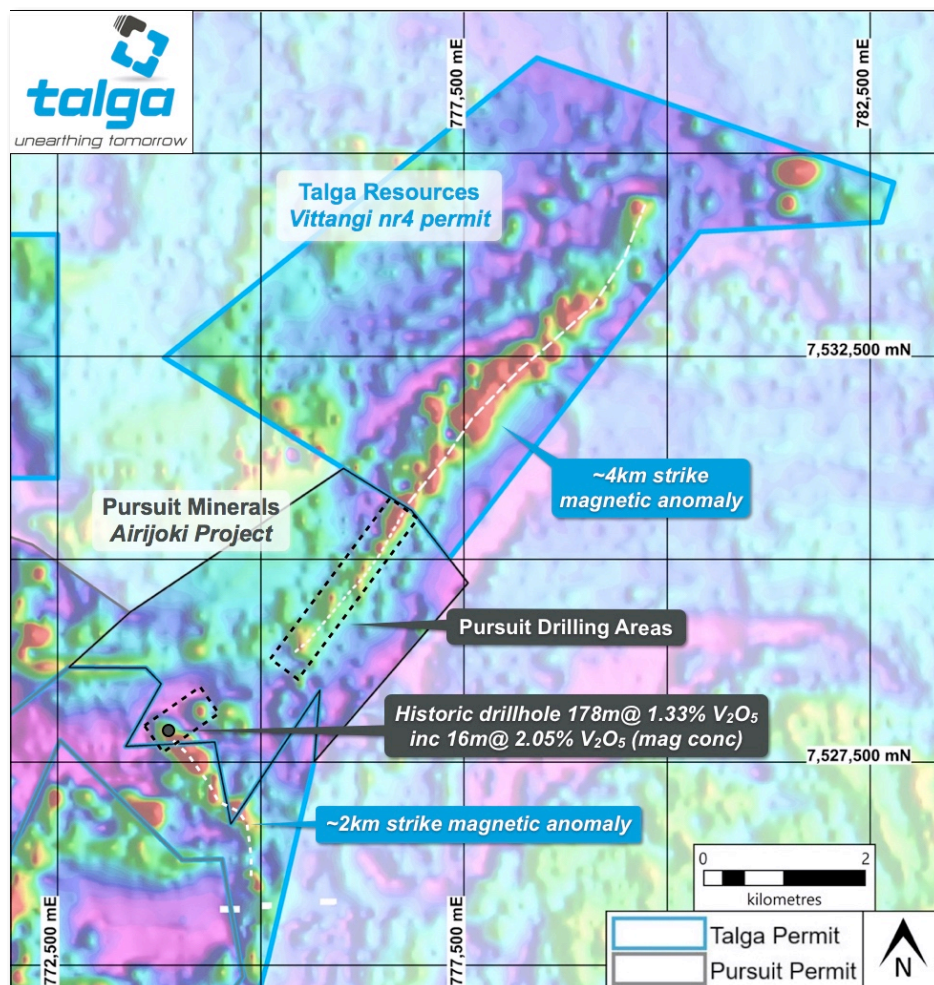 talga
unearthing tomorrow
777,500 mE
782,500 mE
Talga Resources
Vittangi nr4 permit
7,532,500 mN
~4km strike
magnetic anomaly
Pursuit Minerals
Airijoki Project
Pursuit Drilling Areas
Historic drillhole 178m@ 1.33% V₂O₅
inc 16m@ 2.05% V₂O₅ (mag conc)
7,527,500 mN
~2km strike magnetic anomaly
0 2
kilometres
772,500 mE
777,500 mE
Talga Permit
Pursuit Permit
N